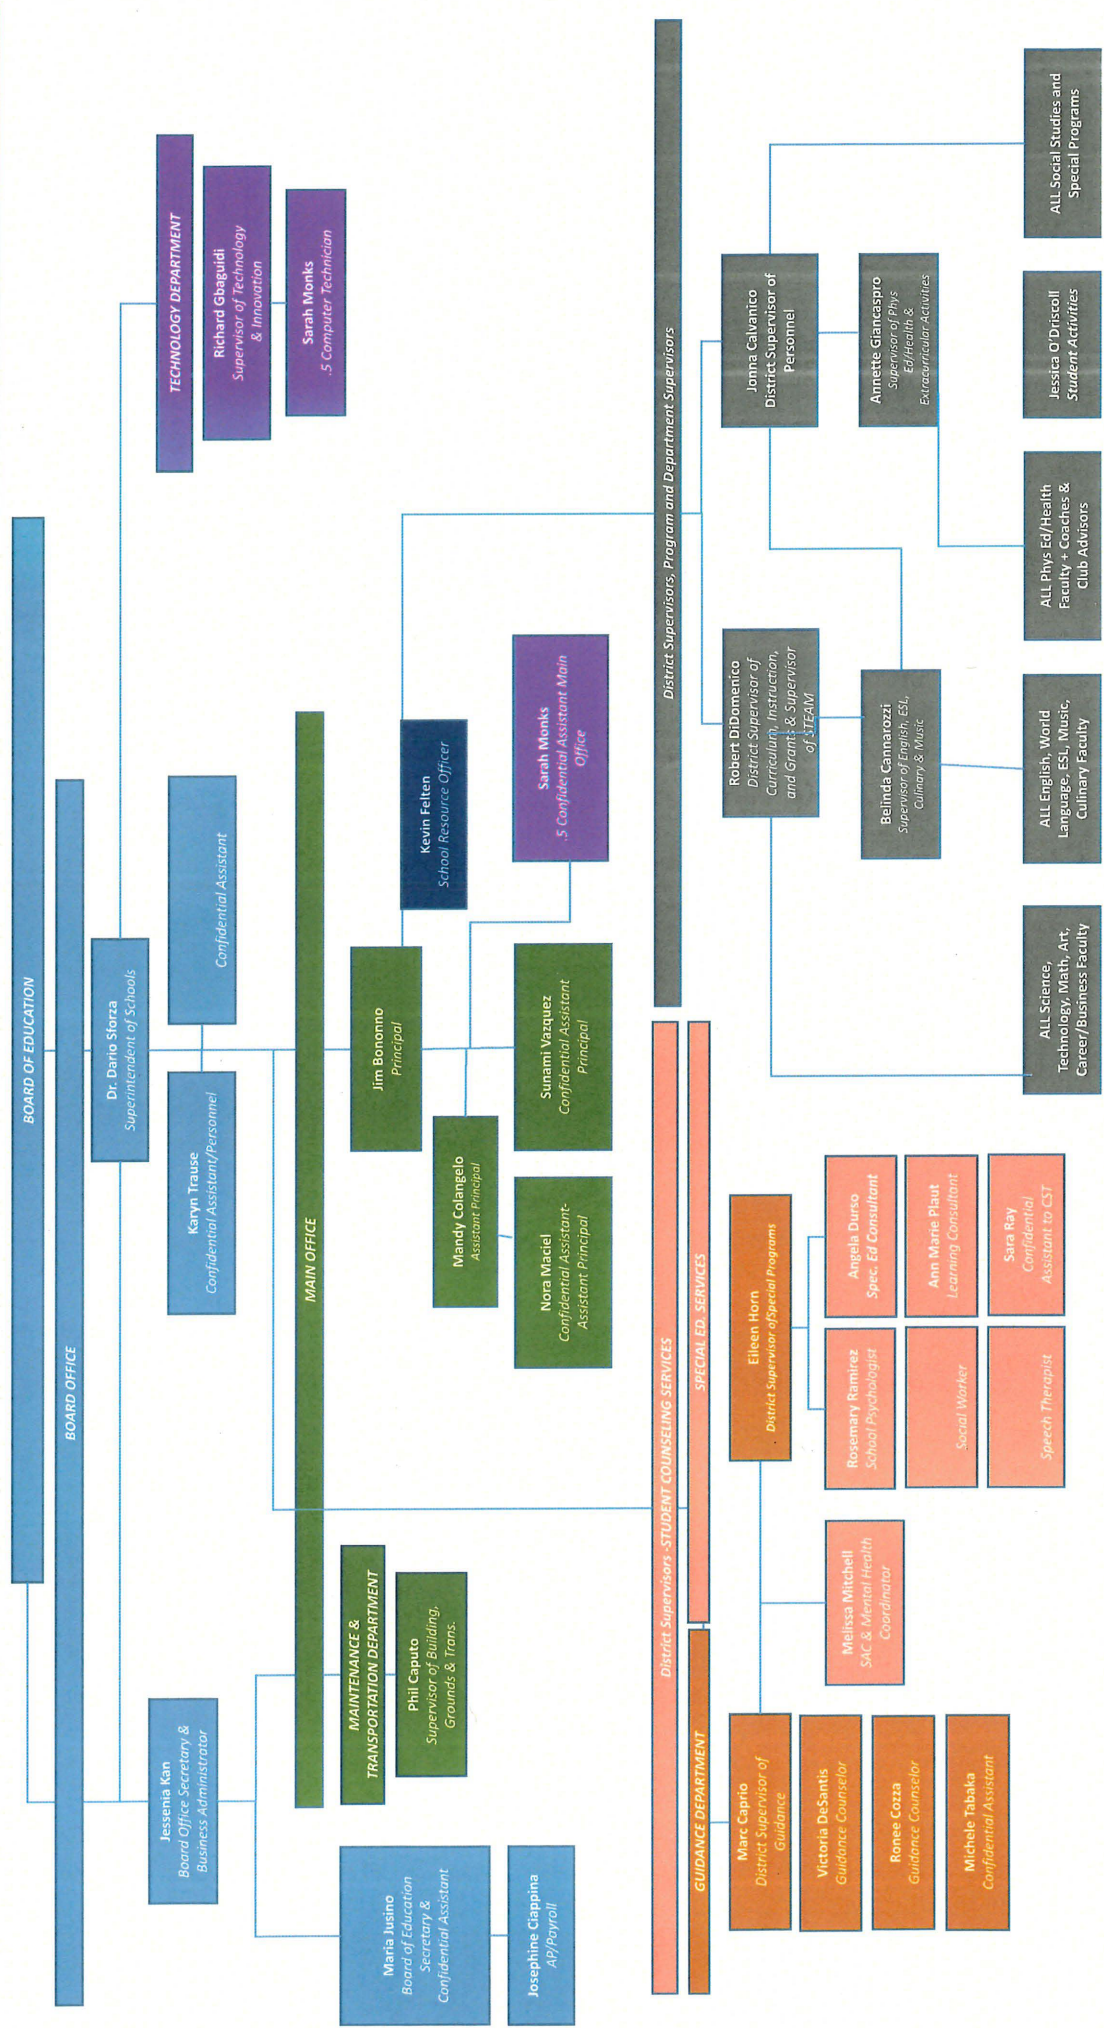 BOARD OF EDUCATION
BOARD OFFICE
Dr. Dario Sforza
Superintendent of Schools
Jessenia Kan
Board Office Secretary &
Business Administrator
Karyn Trause
Confidential Assistant/Personnel
Confidential Assistant
TECHNOLOGY DEPARTMENT
Richard Gbaguidi
Supervisor of Technology
& Innovation
Sarah Monks
.5 Computer Technician
MAIN OFFICE
Maria Jusino
Board of Education
Secretary &
Confidential Assistant
Josephine Ciappina
AP/Payroll
MAINTENANCE &
TRANSPORTATION DEPARTMENT
Phil Caputo
Supervisor of Building,
Grounds & Trans.
Jim Bononno
Principal
Kevin Felten
School Resource Officer
Mandy Colangelo
Assistant Principal
Nora Maciel
Confidential Assistant-
Assistant Principal
Sunami Vazquez
Confidential Assistant
Principal
Sarah Monks
.5 Confidential Assistant Main
Office
District Supervisors -STUDENT COUNSELING SERVICES
GUIDANCE DEPARTMENT
SPECIAL ED. SERVICES
Marc Caprio
District Supervisor of
Guidance
Victoria DeSantis
Guidance Counselor
Ronee Cozza
Guidance Counselor
Michele Tabaka
Confidential Assistant
Eileen Horn
District Supervisor ofSpecial Programs
Melissa Mitchell
SAC & Mental Health
Coordinator
Rosemary Ramirez
School Psychologist
Angela Durso
Spec. Ed Consultant
Social Worker
Ann Marie Plaut
Learning Consultant
Speech Therapist
Sara Ray
Confidential
Assistant to CST
District Supervisors, Program and Department Supervisors
Robert DiDomenico
District Supervisor of
Curriculum, Instruction,
and Grants & Supervisor
of STEAM
Jonna Calvanico
District Supervisor of
Personnel
Belinda Cannarozzi
Supervisor of English, ESL,
Culinary & Music
Annette Giancaspro
Supervisor of Phys
Ed/Health &
Extracurricular Activities
ALL Science,
Technology, Math, Art,
Career/Business Faculty
ALL English, World
Language, ESL, Music,
Culinary Faculty
ALL Phys Ed/Health
Faculty + Coaches &
Club Advisors
Jessica O'Driscoll
Student Activities
ALL Social Studies and
Special Programs